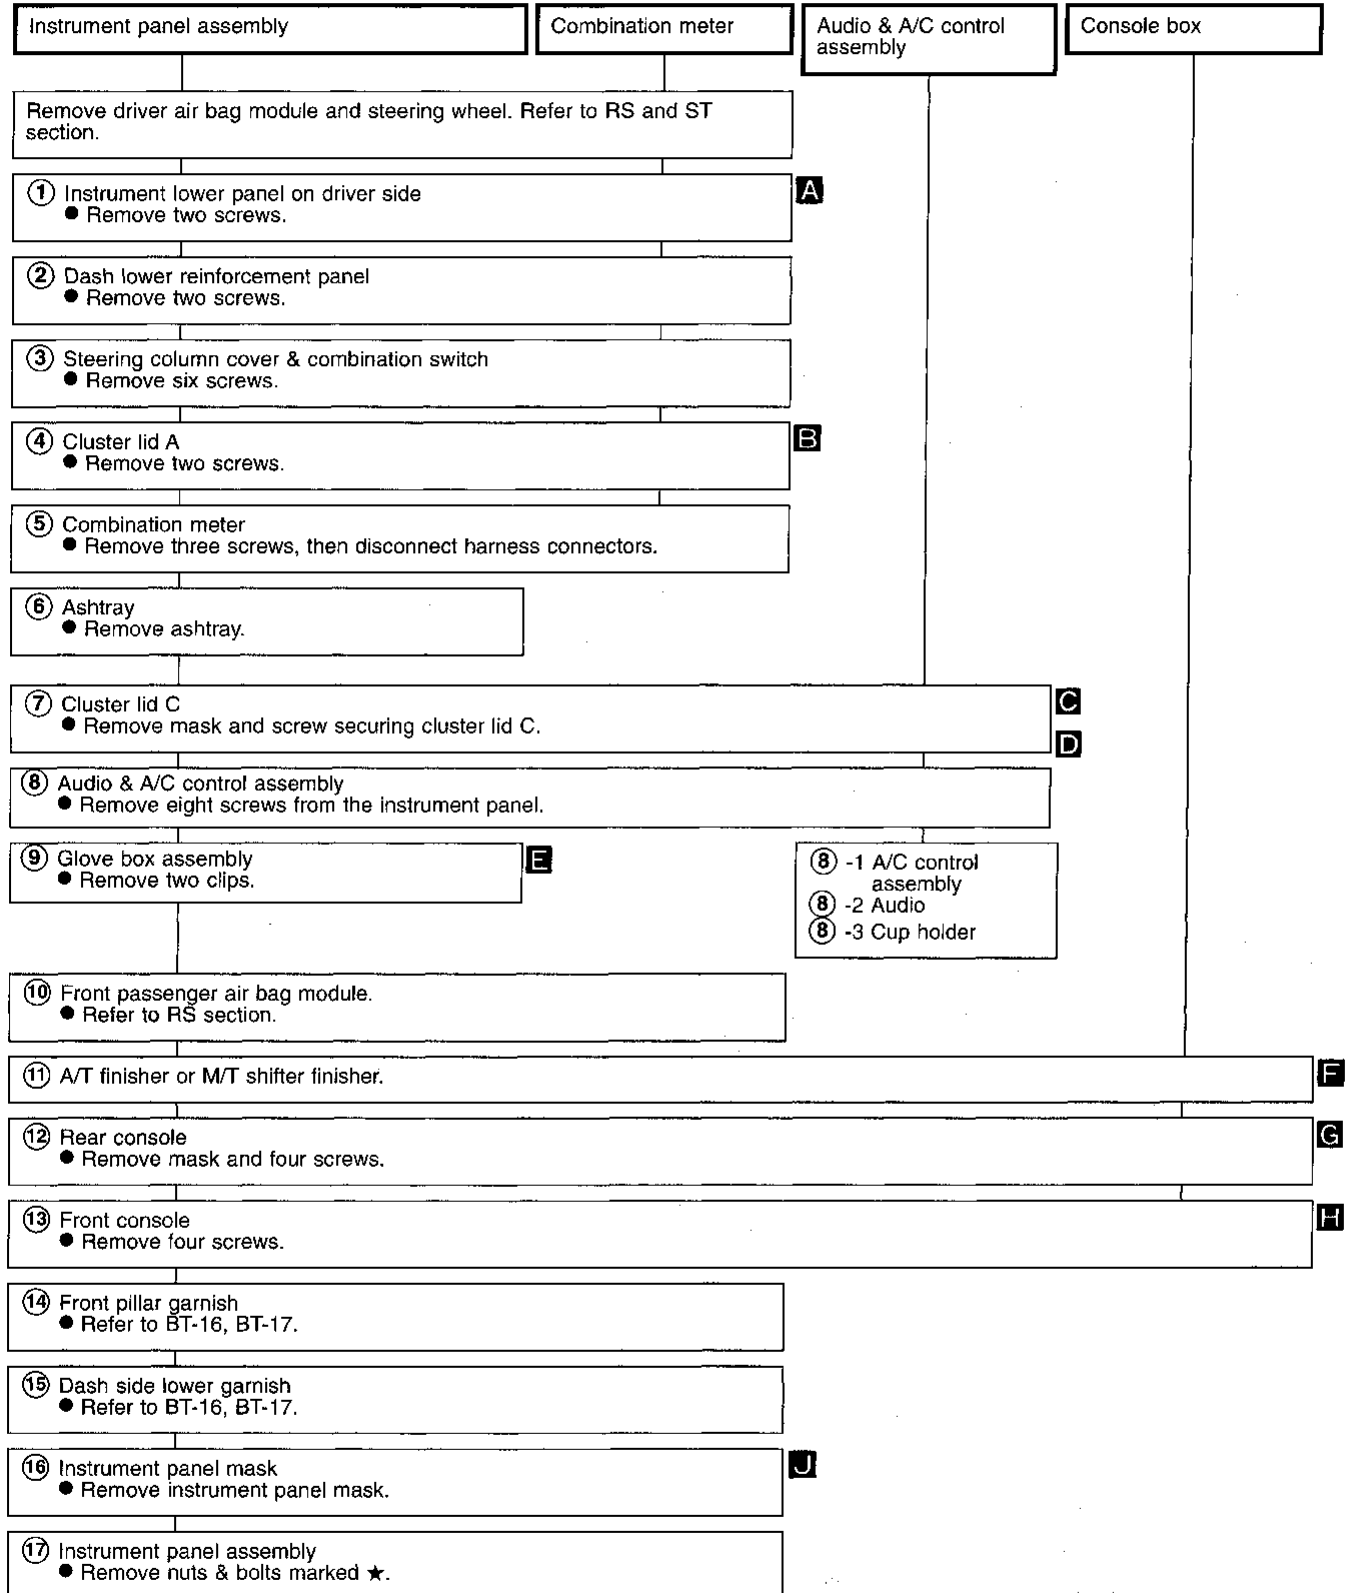 Instrument panel assembly
Combination meter
Audio & A/C control
assembly
Console box
Remove driver air bag module and steering wheel. Refer to RS and ST
section.
① Instrument lower panel on driver side
● Remove two screws.
A
② Dash lower reinforcement panel
● Remove two screws.
③ Steering column cover & combination switch
● Remove six screws.
④ Cluster lid A
● Remove two screws.
B
⑤ Combination meter
● Remove three screws, then disconnect harness connectors.
⑥ Ashtray
● Remove ashtray.
⑦ Cluster lid C
● Remove mask and screw securing cluster lid C.
C
D
⑧ Audio & A/C control assembly
● Remove eight screws from the instrument panel.
⑨ Glove box assembly
● Remove two clips.
E
⑧ -1 A/C control
assembly
⑧ -2 Audio
⑧ -3 Cup holder
⑩ Front passenger air bag module.
● Refer to RS section.
⑪ A/T finisher or M/T shifter finisher.
F
⑫ Rear console
● Remove mask and four screws.
G
⑬ Front console
● Remove four screws.
H
⑭ Front pillar garnish
● Refer to BT-16, BT-17.
⑮ Dash side lower garnish
● Refer to BT-16, BT-17.
⑯ Instrument panel mask
● Remove instrument panel mask.
J
⑰ Instrument panel assembly
● Remove nuts & bolts marked ★.